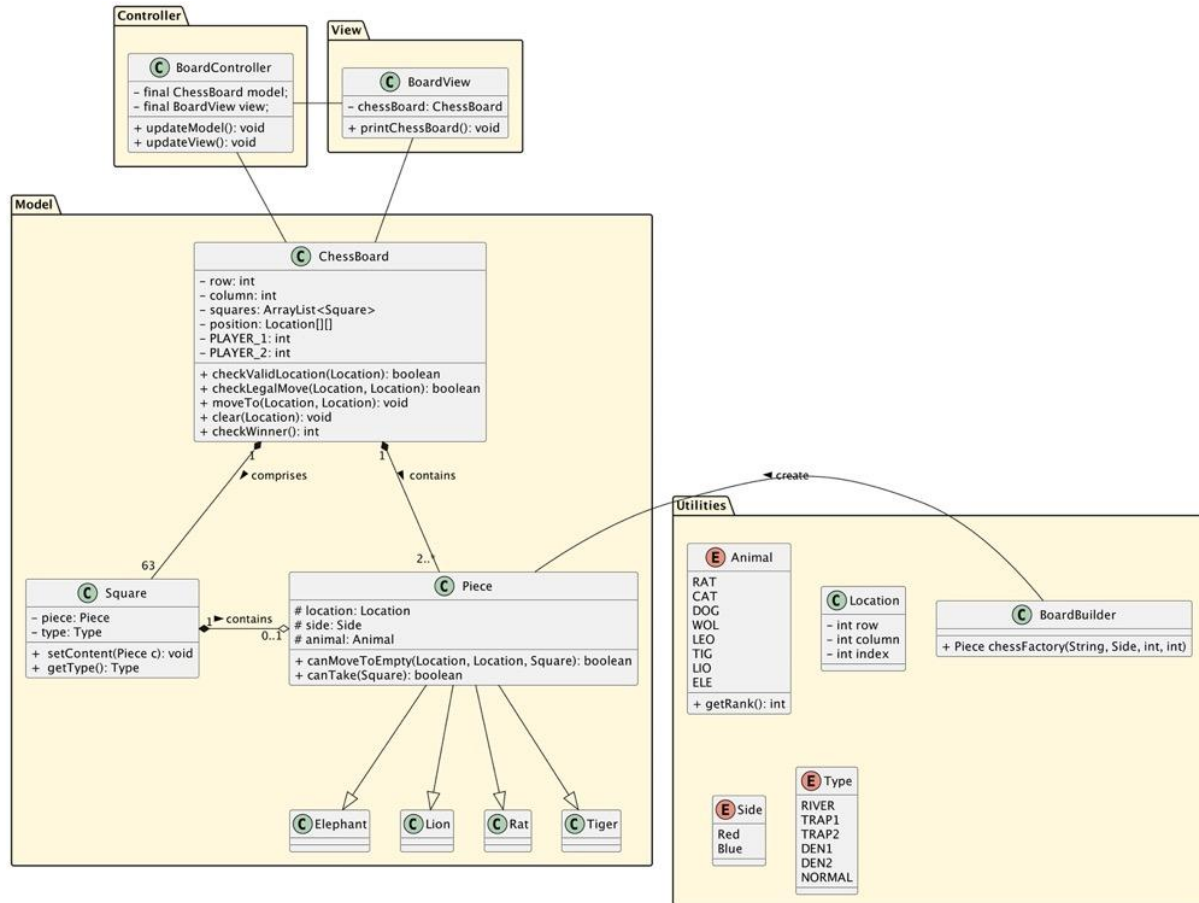 Controller
C BoardController
- final ChessBoard model;
- final BoardView view;
+ updateModel(): void
+ updateView(): void
View
C BoardView
- chessBoard: ChessBoard
+ printChessBoard(): void
Model
C ChessBoard
- row: int
- column: int
- squares: ArrayList<Square>
- position: Location[][]
- PLAYER_1: int
- PLAYER_2: int
+ checkValidLocation(Location): boolean
+ checkLegalMove(Location, Location): boolean
+ moveTo(Location, Location): void
+ clear(Location): void
+ checkWinner(): int
1
comprises
63
1
contains
2..*
C Square
- piece: Piece
- type: Type
+ setContent(Piece c): void
+ getType(): Type
1
contains
0..1
C Piece
# location: Location
# side: Side
# animal: Animal
+ canMoveToEmpty(Location, Location, Square): boolean
+ canTake(Square): boolean
C Elephant
C Lion
C Rat
C Tiger
create
Utilities
E Animal
RAT
CAT
DOG
WOL
LEO
TIG
LIO
ELE
+ getRank(): int
C Location
- int row
- int column
- int index
C BoardBuilder
+ Piece chessFactory(String, Side, int, int)
E Side
Red
Blue
E Type
RIVER
TRAP1
TRAP2
DEN1
DEN2
NORMAL